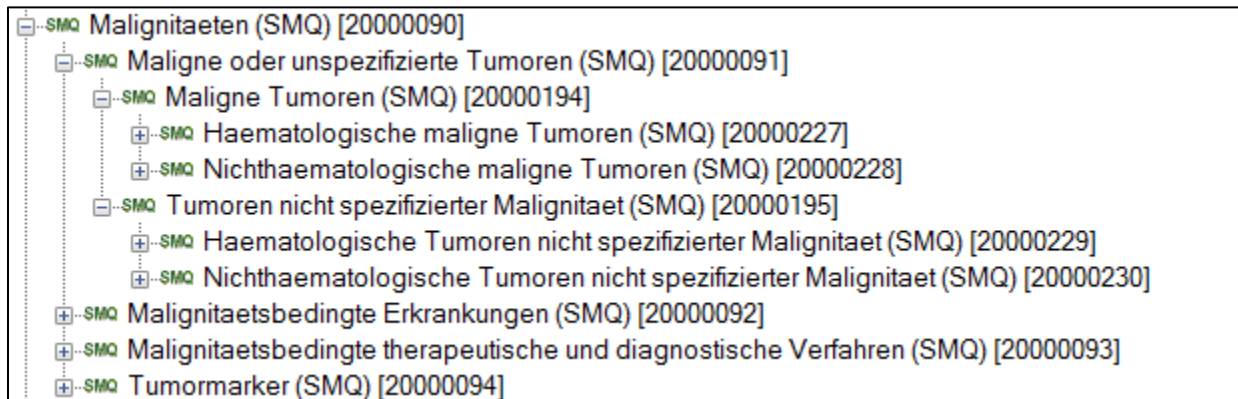 SMQ Malignitaeten (SMQ) [20000090]
SMQ Maligne oder unspezifizierte Tumoren (SMQ) [20000091]
SMQ Maligne Tumoren (SMQ) [20000194]
SMQ Haematologische maligne Tumoren (SMQ) [20000227]
SMQ Nichthaematologische maligne Tumoren (SMQ) [20000228]
SMQ Tumoren nicht spezifizierter Malignitaet (SMQ) [20000195]
SMQ Haematologische Tumoren nicht spezifizierter Malignitaet (SMQ) [20000229]
SMQ Nichthaematologische Tumoren nicht spezifizierter Malignitaet (SMQ) [20000230]
SMQ Malignitaetsbedingte Erkrankungen (SMQ) [20000092]
SMQ Malignitaetsbedingte therapeutische und diagnostische Verfahren (SMQ) [20000093]
SMQ Tumormarker (SMQ) [20000094]